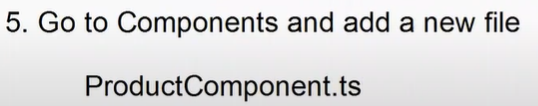 5. Go to Components and add a new file
ProductComponent.ts